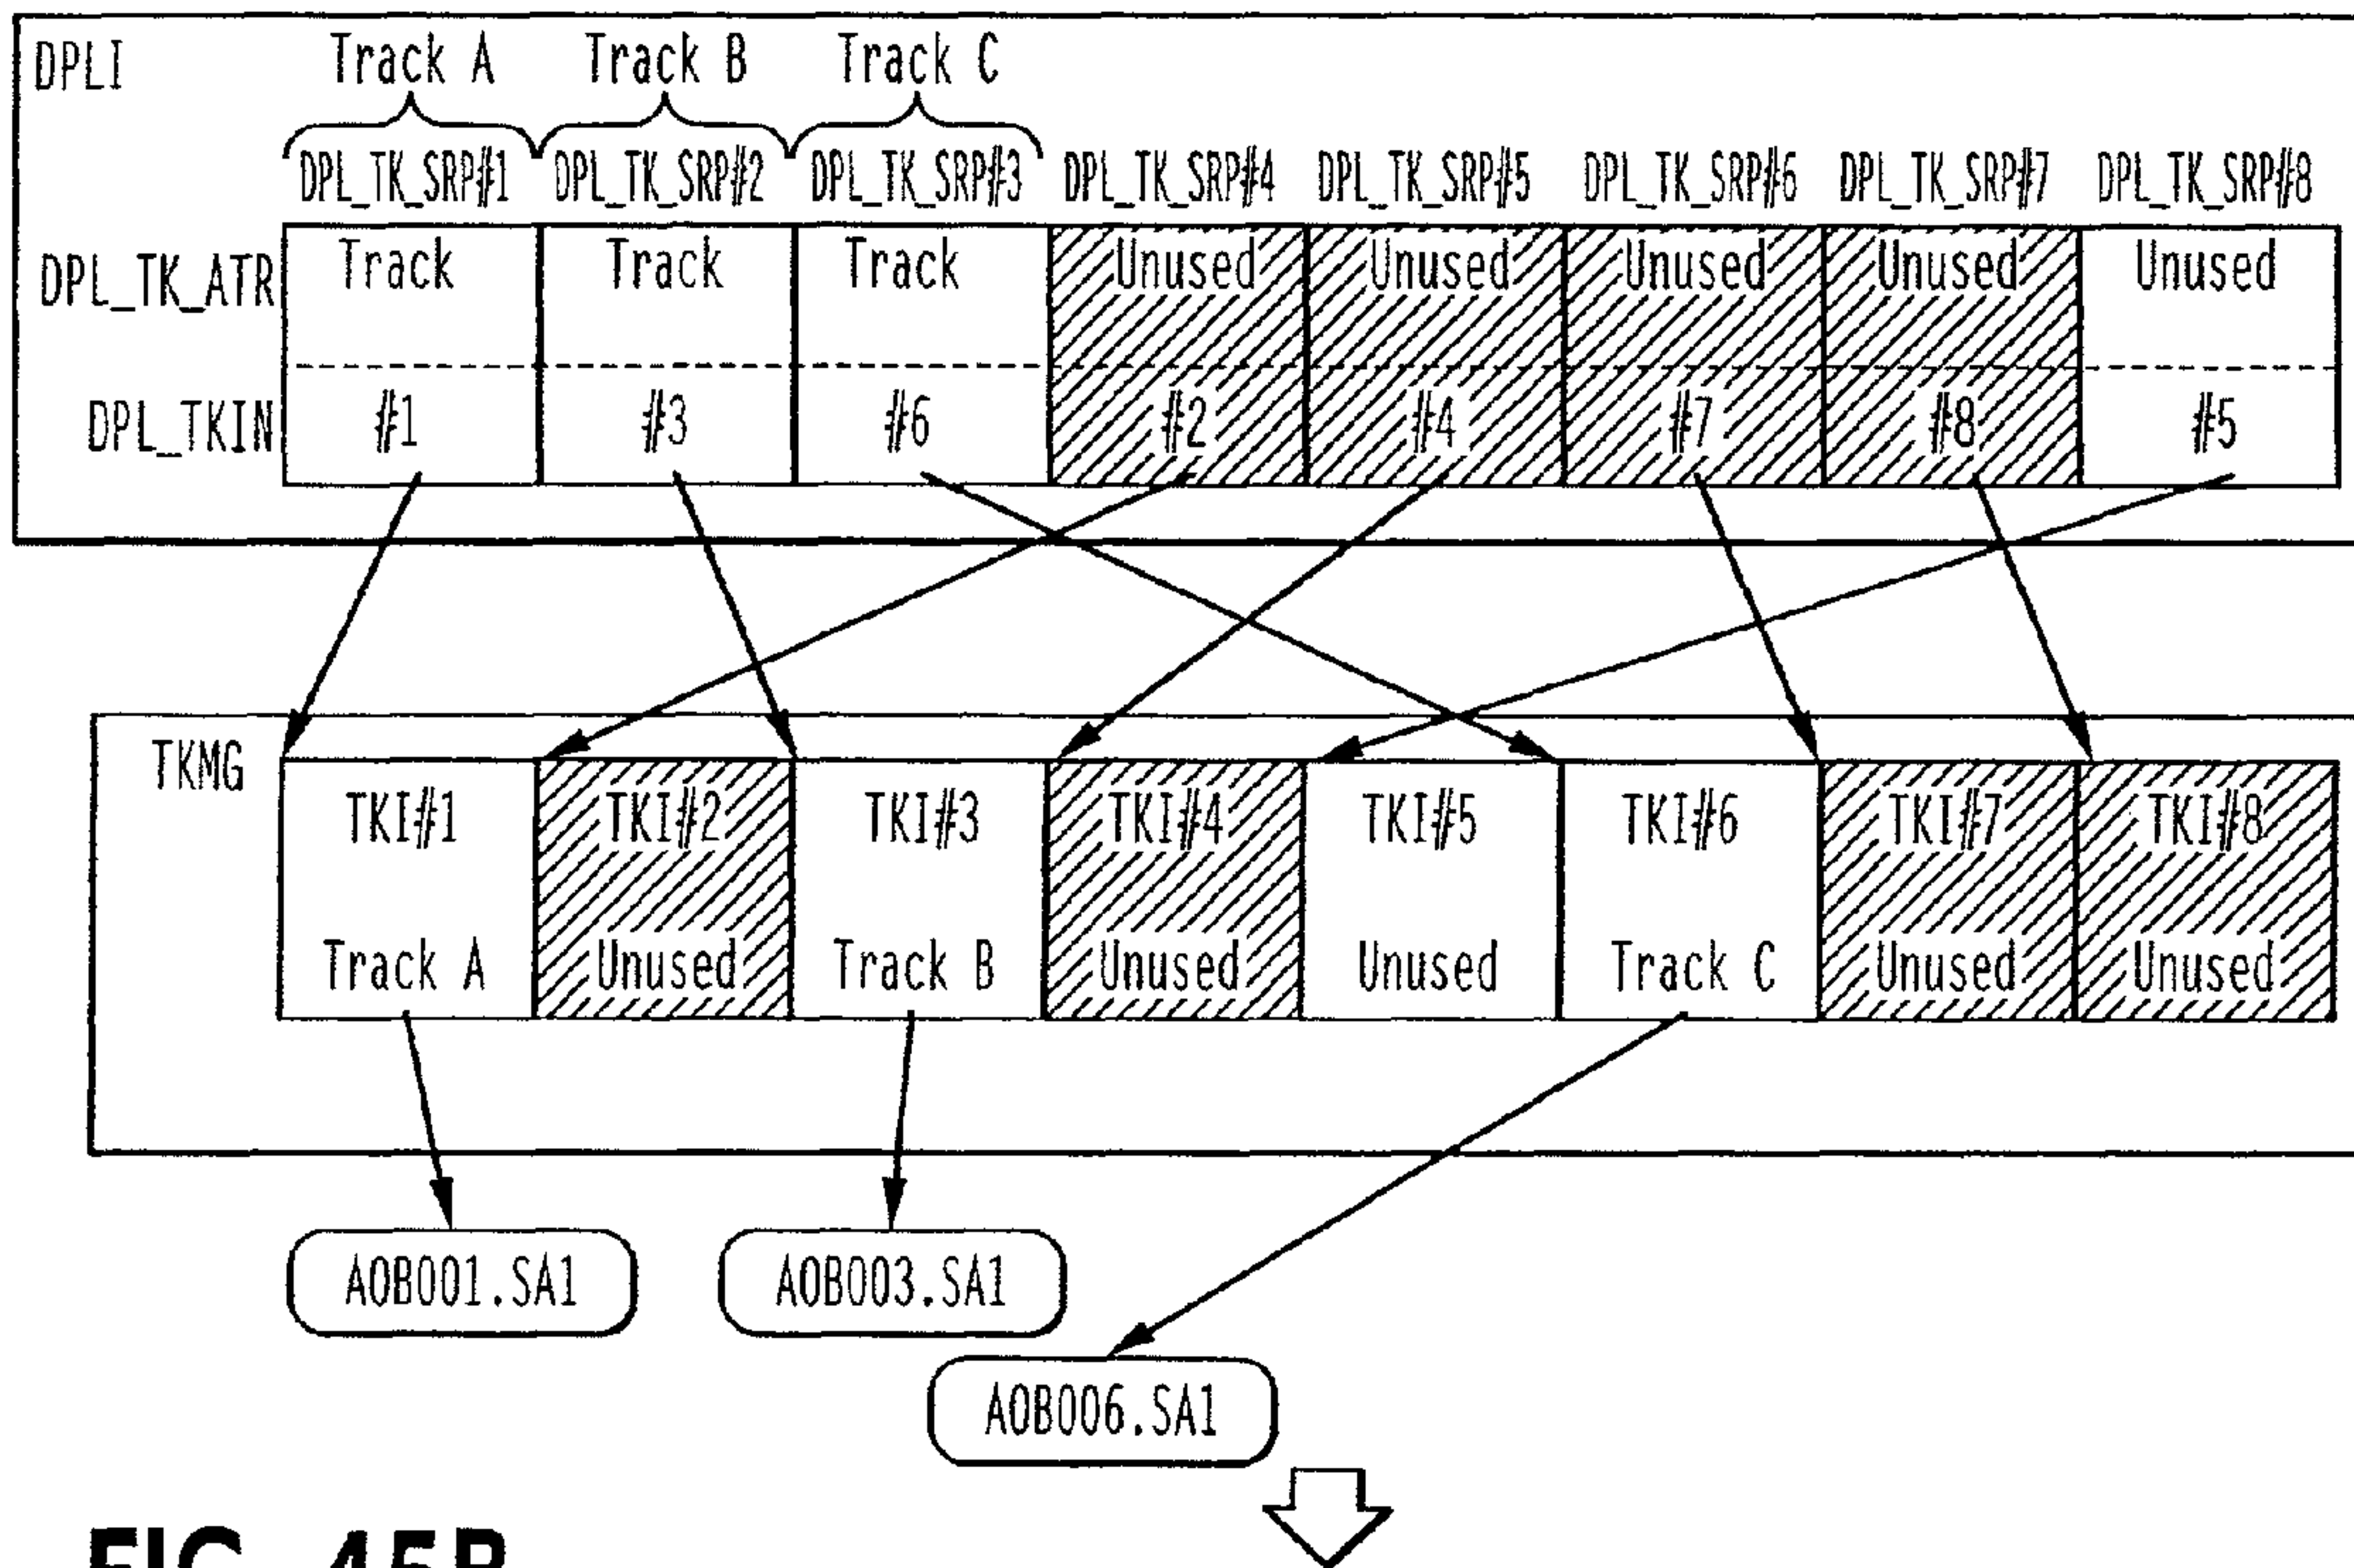 DPLI Track A Track B Track C
DPL_TK_SRP#1 DPL_TK_SRP#2 DPL_TK_SRP#3 DPL_TK_SRP#4 DPL_TK_SRP#5 DPL_TK_SRP#6 DPL_TK_SRP#7 DPL_TK_SRP#8
DPL_TK_ATR Track Track Track Unused Unused Unused Unused Unused
DPL_TKIN #1 #3 #6 #2 #4 #7 #8 #5
TKMG
TKI#1 TKI#2 TKI#3 TKI#4 TKI#5 TKI#6 TKI#7 TKI#8
Track A Unused Track B Unused Unused Track C Unused Unused
AOB001.SA1 AOB003.SA1
AOB006.SA1
FIG. 45B